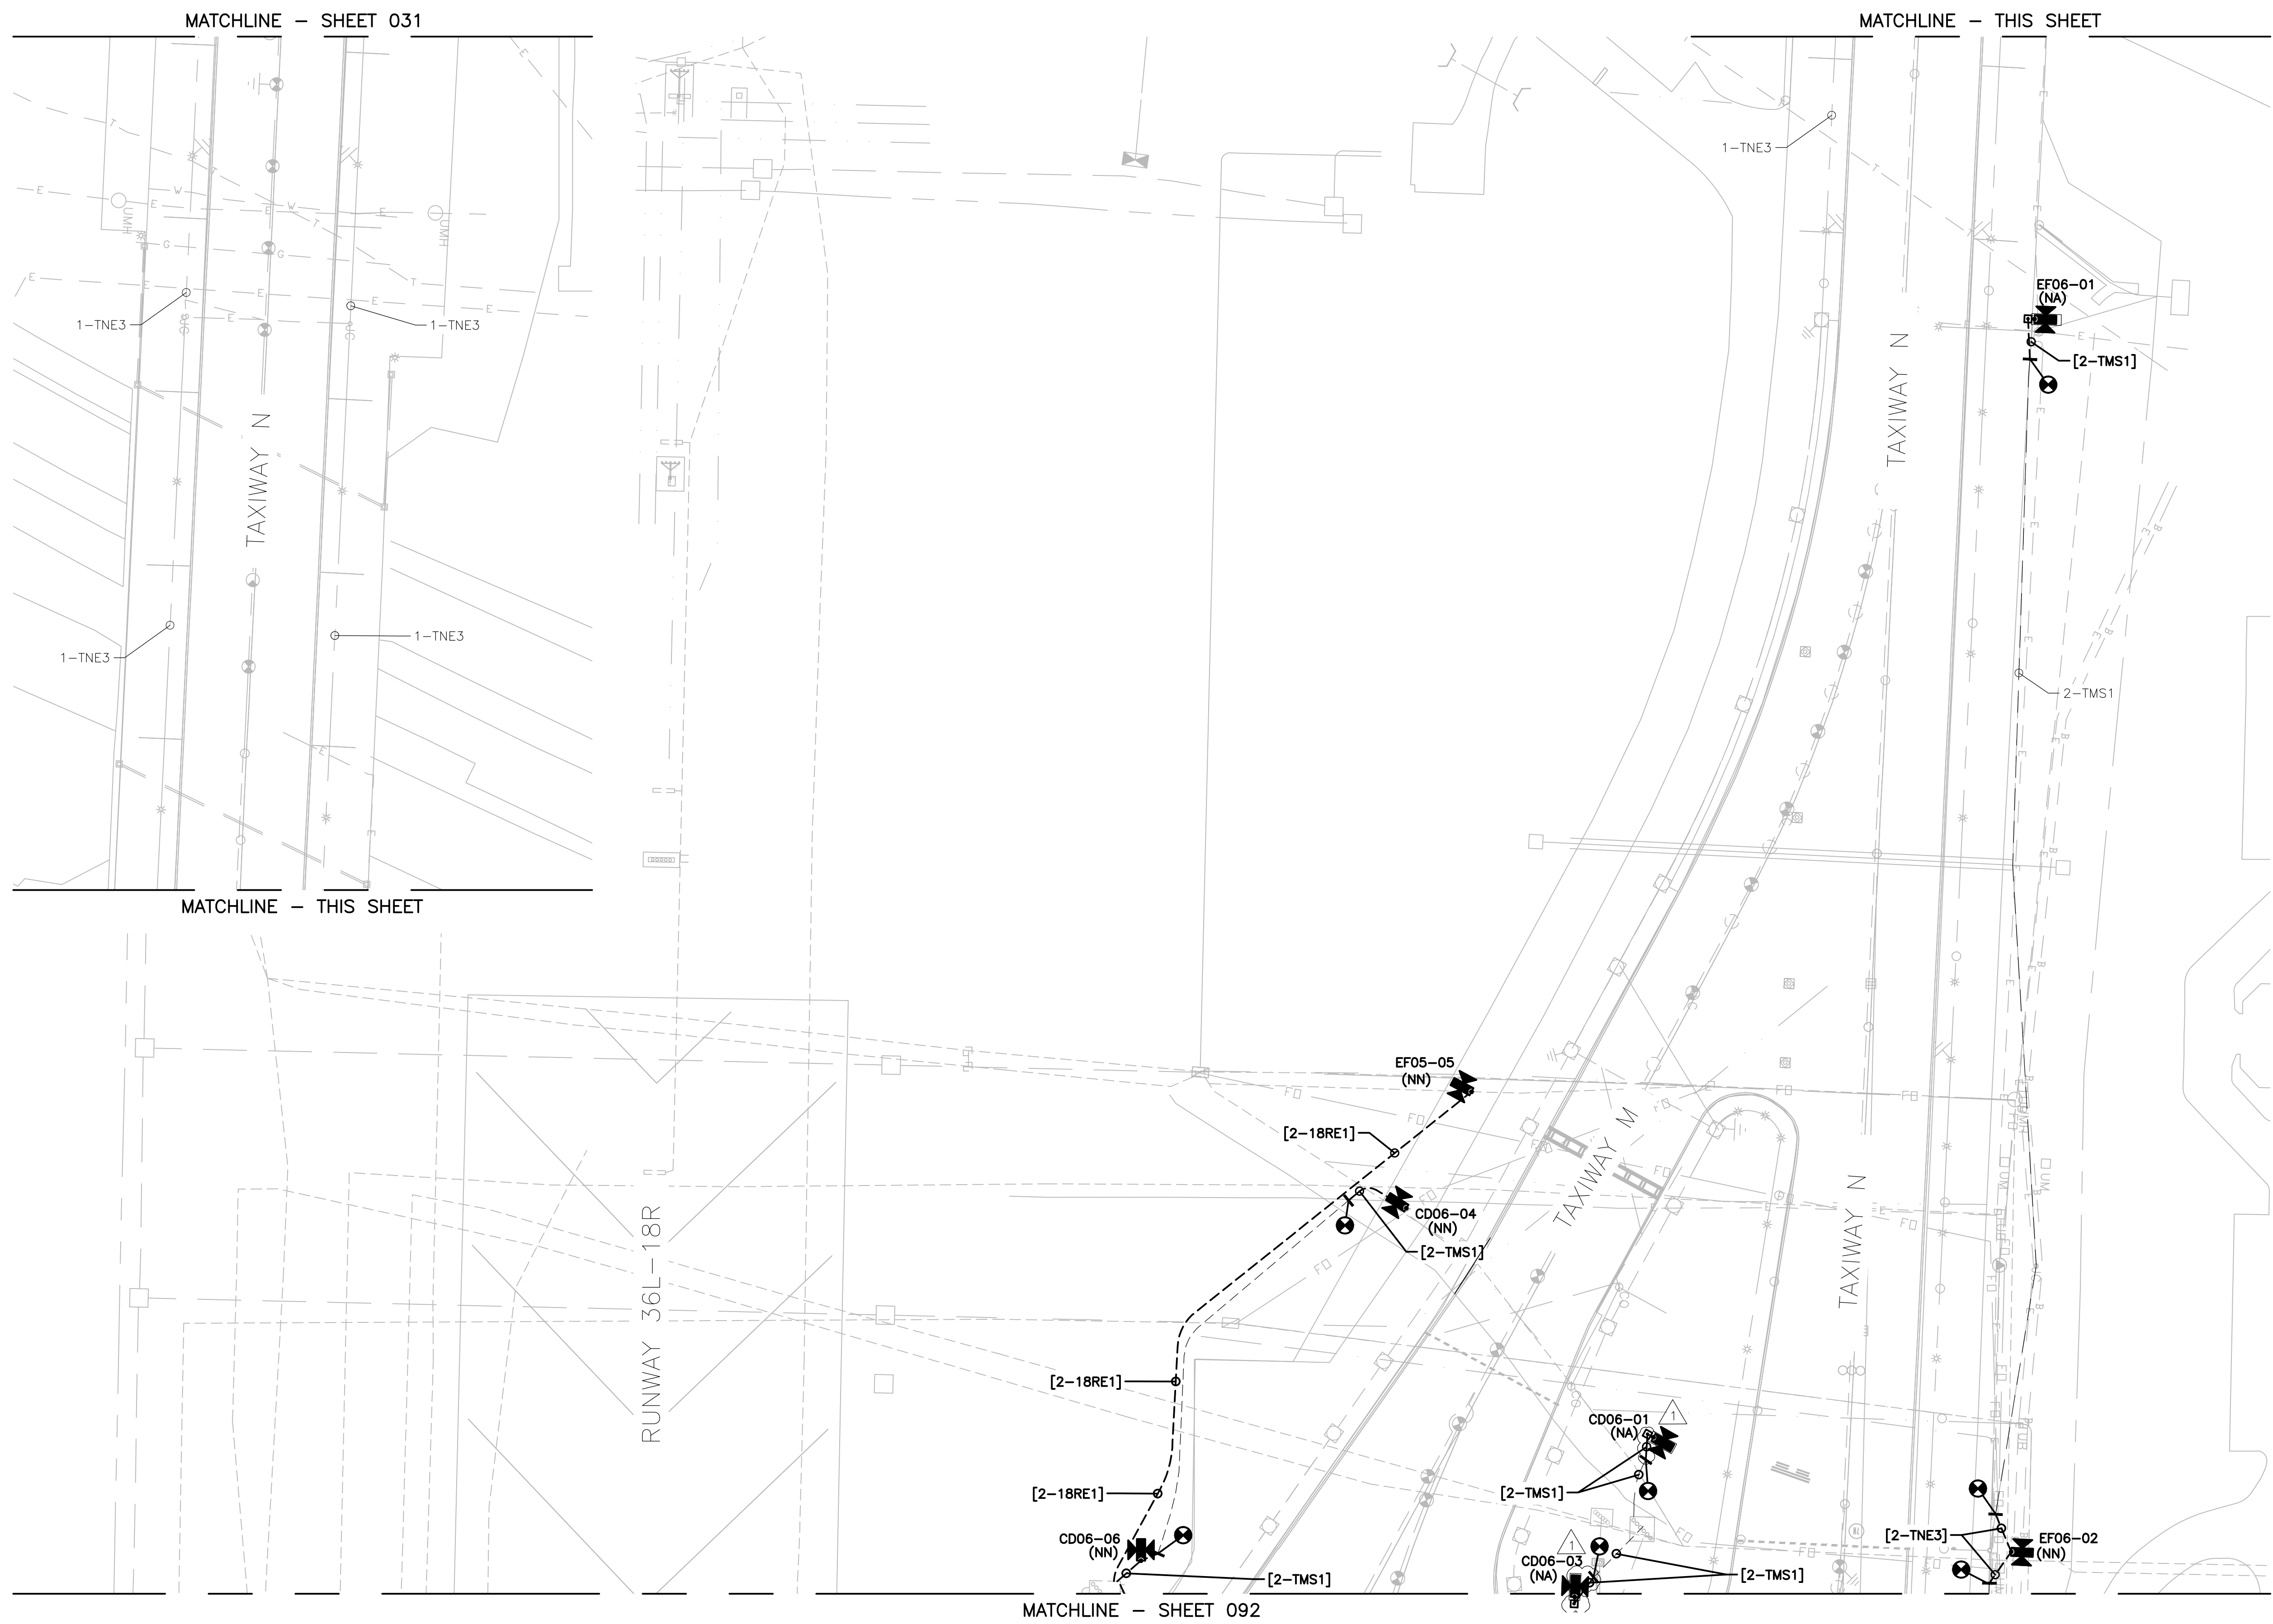 MATCHLINE - SHEET 031
MATCHLINE - THIS SHEET
1-TNE3
UMH
UMH
1-TNE3
1-TNE3
EF06-01
(NA)
[2-TMS1]
TAXIWAY N
TAXIWAY N
1-TNE3
1-TNE3
2-TMS1
MATCHLINE - THIS SHEET
EF05-05
(NN)
[2-18RE1]
TAXIWAY M
CD06-04
(NN)
[2-TMS1]
TAXIWAY N
RUNWAY 36L-18R
[2-18RE1]
CD06-01
(NA)
1
[2-18RE1]
[2-TMS1]
CD06-06
(NN)
[2-TNE3]
EF06-02
(NN)
1
CD06-03
(NA)
[2-TMS1]
[2-TMS1]
MATCHLINE - SHEET 092